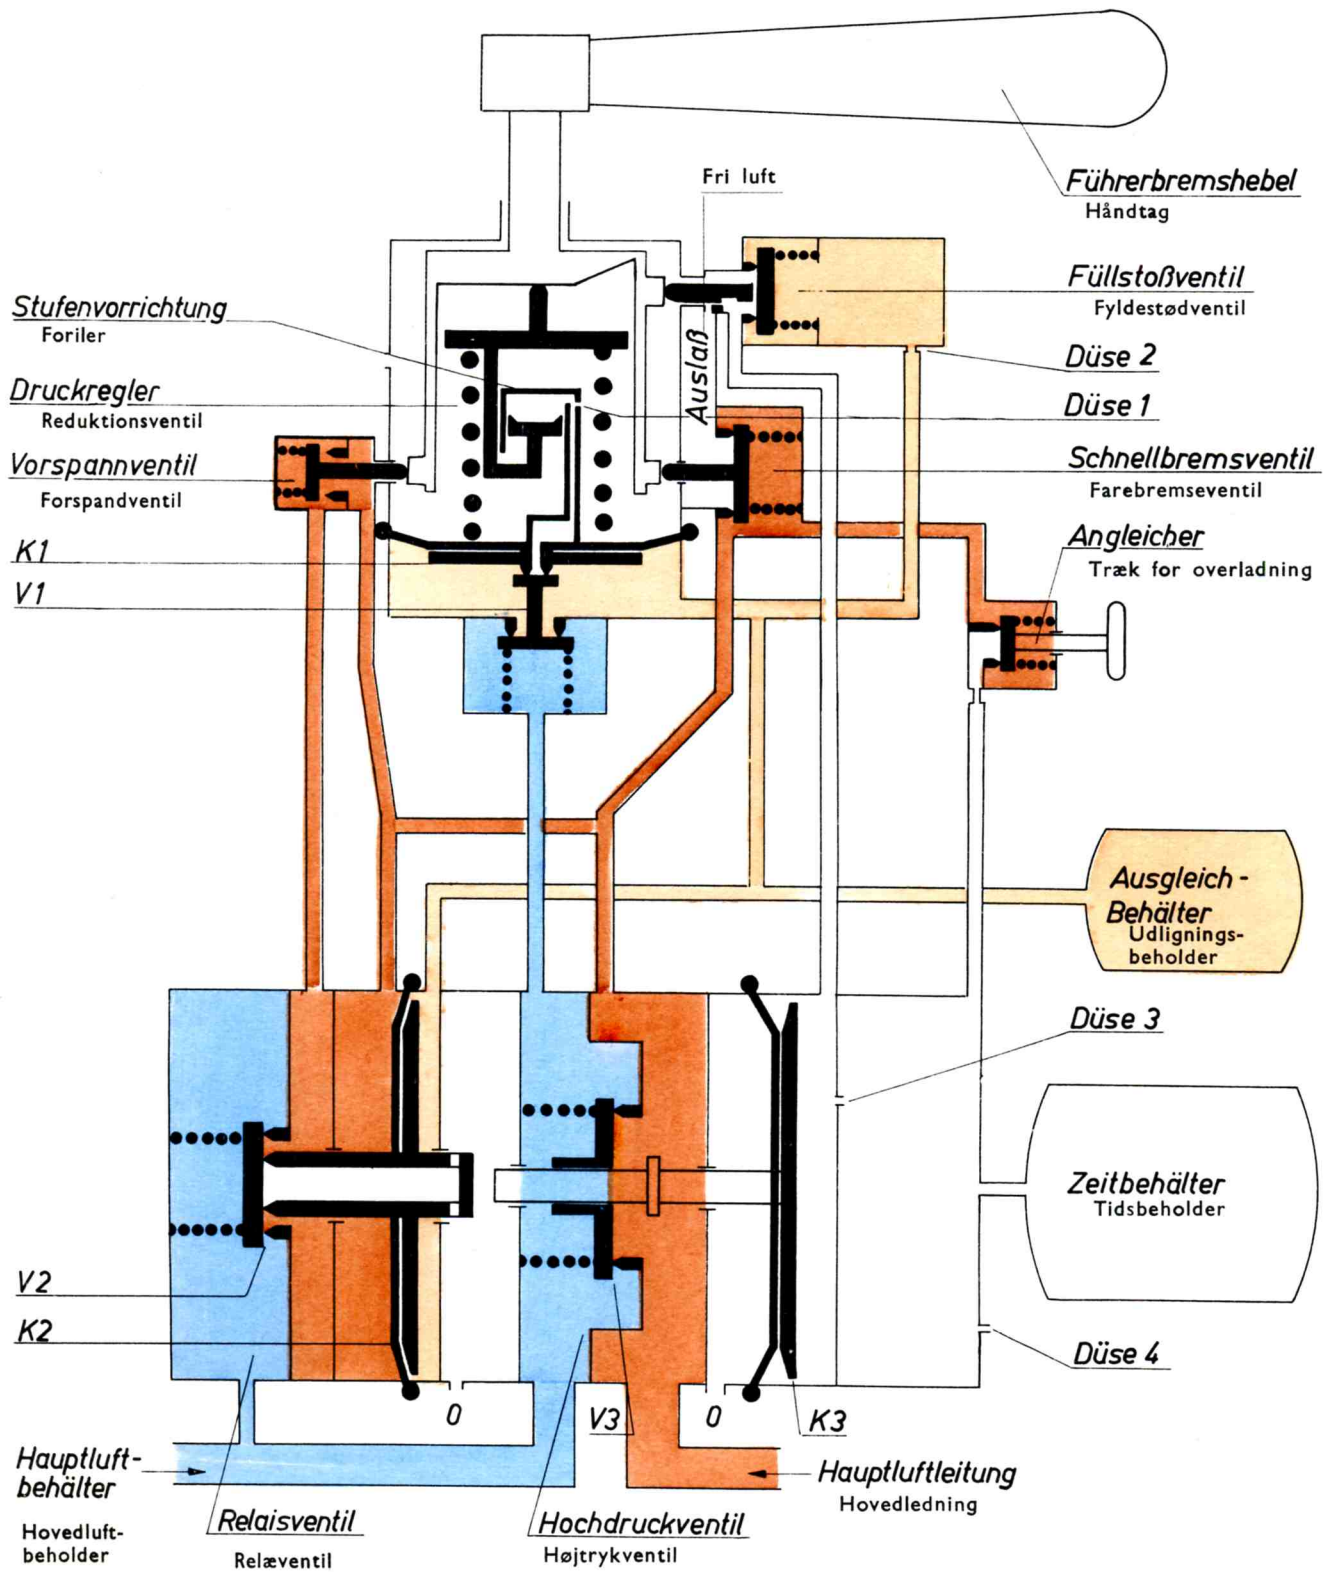 Führerbremshebel
Håndtag
Fri luft
Füllstoßventil
Fyldestødventil
Stufenvorrichtung
Foriler
Auslaß
Düse 2
Druckregler
Reduktionsventil
Düse 1
Vorspannventil
Forspandventil
Schnellbremsventil
Farebremseventil
K1
V1
Angleicher
Træk for overladning
Ausgleich-
Behälter
Udlignings-
beholder
Düse 3
Zeitbehälter
Tidsbeholder
V2
K2
Düse 4
O
V3
O
K3
Hauptluft-
behälter
Hovedluft-
beholder
Relaisventil
Relæventil
Hochdruckventil
Højtrykventil
Hauptluftleitung
Hovedledning